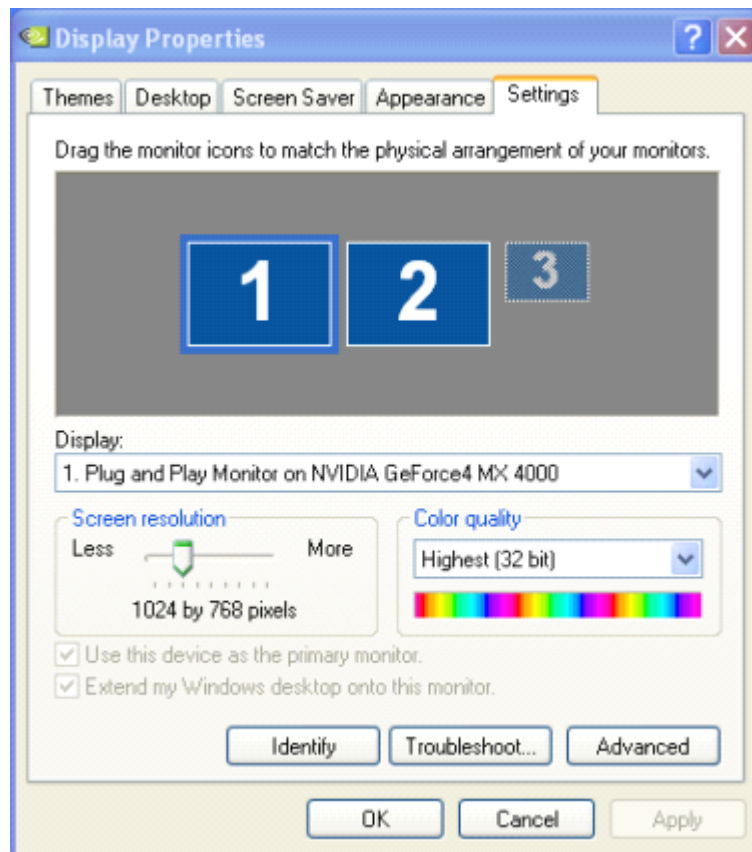 Display Properties
Themes Desktop Screen Saver Appearance Settings
Drag the monitor icons to match the physical arrangement of your monitors.
1 2 3
Display:
1. Plug and Play Monitor on NVIDIA GeForce4 MX 4000
Screen resolution Color quality
Less More Highest (32 bit)
1024 by 768 pixels
Use this device as the primary monitor.
Extend my Windows desktop onto this monitor.
Identify Troubleshoot... Advanced
OK Cancel Apply